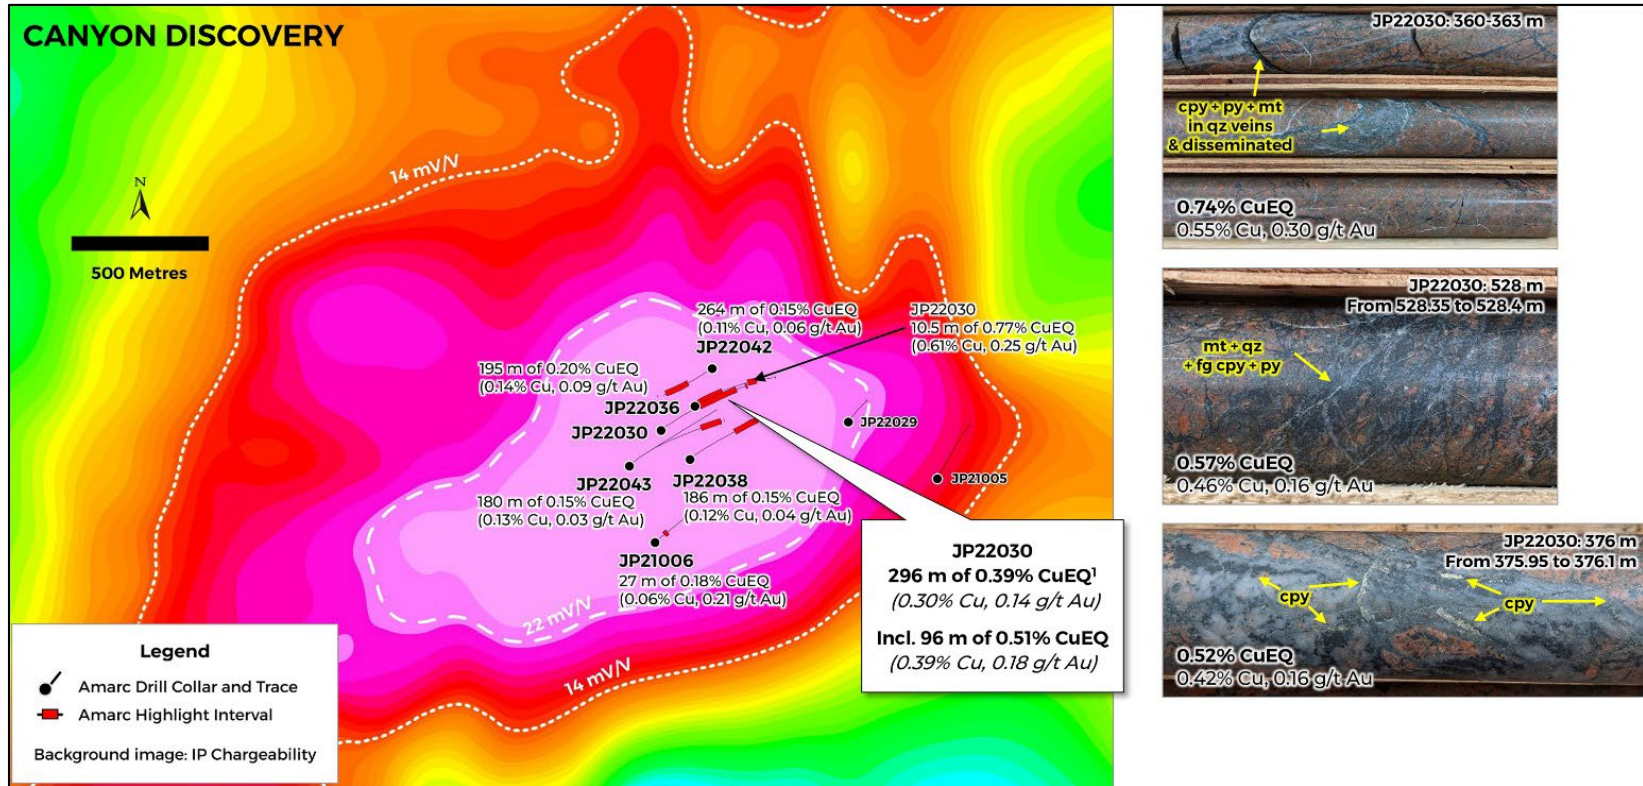 CANYON DISCOVERY
14 mV/V
N
500 Metres
264 m of 0.15% CuEQ
(0.11% Cu, 0.06 g/t Au)
JP22042
JP22030
10.5 m of 0.77% CuEQ
(0.61% Cu, 0.25 g/t Au)
195 m of 0.20% CuEQ
(0.14% Cu, 0.09 g/t Au)
JP22036
JP22030
JP22029
JP22043
180 m of 0.15% CuEQ
(0.13% Cu, 0.03 g/t Au)
JP22038
186 m of 0.15% CuEQ
(0.12% Cu, 0.04 g/t Au)
JP21005
JP21006
27 m of 0.18% CuEQ
(0.06% Cu, 0.21 g/t Au)
22 mV/V
14 mV/V
JP22030
296 m of 0.39% CuEQ¹
(0.30% Cu, 0.14 g/t Au)
Incl. 96 m of 0.51% CuEQ
(0.39% Cu, 0.18 g/t Au)
Legend
Amarc Drill Collar and Trace
Amarc Highlight Interval
Background image: IP Chargeability
JP22030: 360-363 m
cpy + py + mt
in qz veins
& disseminated
0.74% CuEQ
0.55% Cu, 0.30 g/t Au
JP22030: 528 m
From 528.35 to 528.4 m
mt + qz
+ fg cpy + py
0.57% CuEQ
0.46% Cu, 0.16 g/t Au
JP22030: 376 m
From 375.95 to 376.1 m
cpy
cpy
0.52% CuEQ
0.42% Cu, 0.16 g/t Au